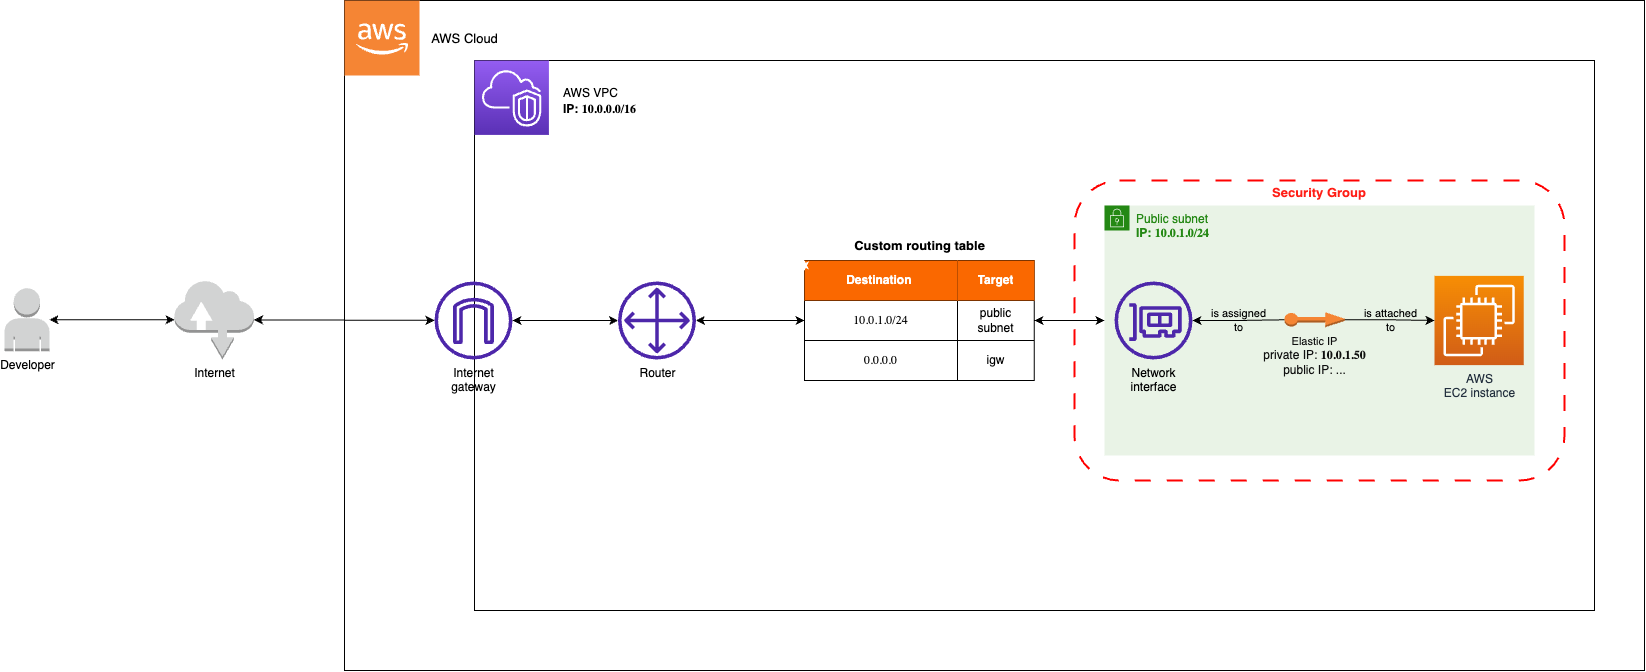 aws
AWS Cloud
AWS VPC
IP: 10.0.0.0/16
Security Group
Public subnet
IP: 10.0.1.0/24
Custom routing table
Destination Target
10.0.1.0/24 public
subnet
0.0.0.0 igw
Developer
Internet
Internet
gateway
Router
Network
interface
is assigned
to
Elastic IP
private IP: 10.0.1.50
public IP: ...
is attached
to
AWS
EC2 instance